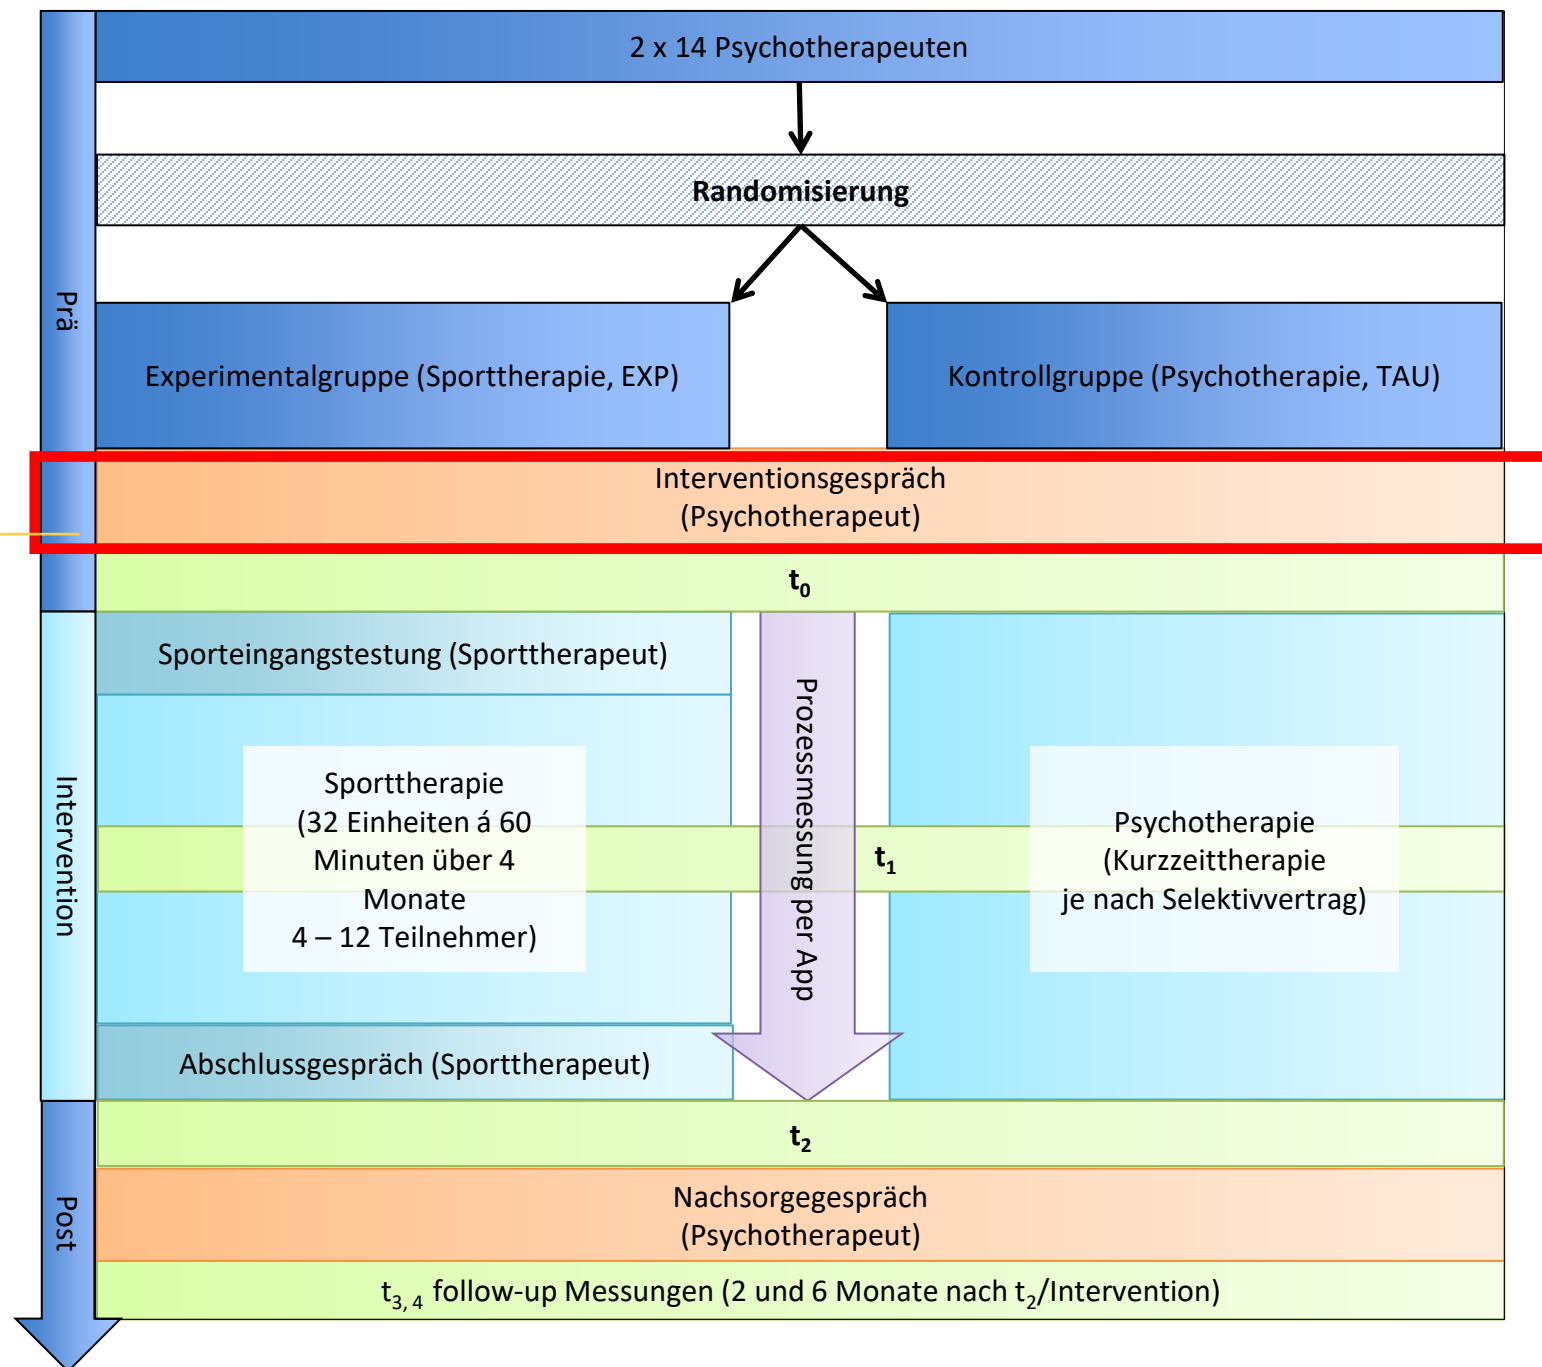 2 x 14 Psychotherapeuten
Randomisierung
Prä
Experimentalgruppe (Sporttherapie, EXP)
Kontrollgruppe (Psychotherapie, TAU)
Interventionsgespräch
(Psychotherapeut)
t0
Intervention
Sporteingangstestung (Sporttherapeut)
Sporttherapie
(32 Einheiten á 60
Minuten über 4
Monate
4 – 12 Teilnehmer)
Prozessmessung per App
t1
Psychotherapie
(Kurzzeittherapie
je nach Selektivvertrag)
Abschlussgespräch (Sporttherapeut)
Post
t2
Nachsorgegespräch
(Psychotherapeut)
t3, 4 follow-up Messungen (2 und 6 Monate nach t2/Intervention)